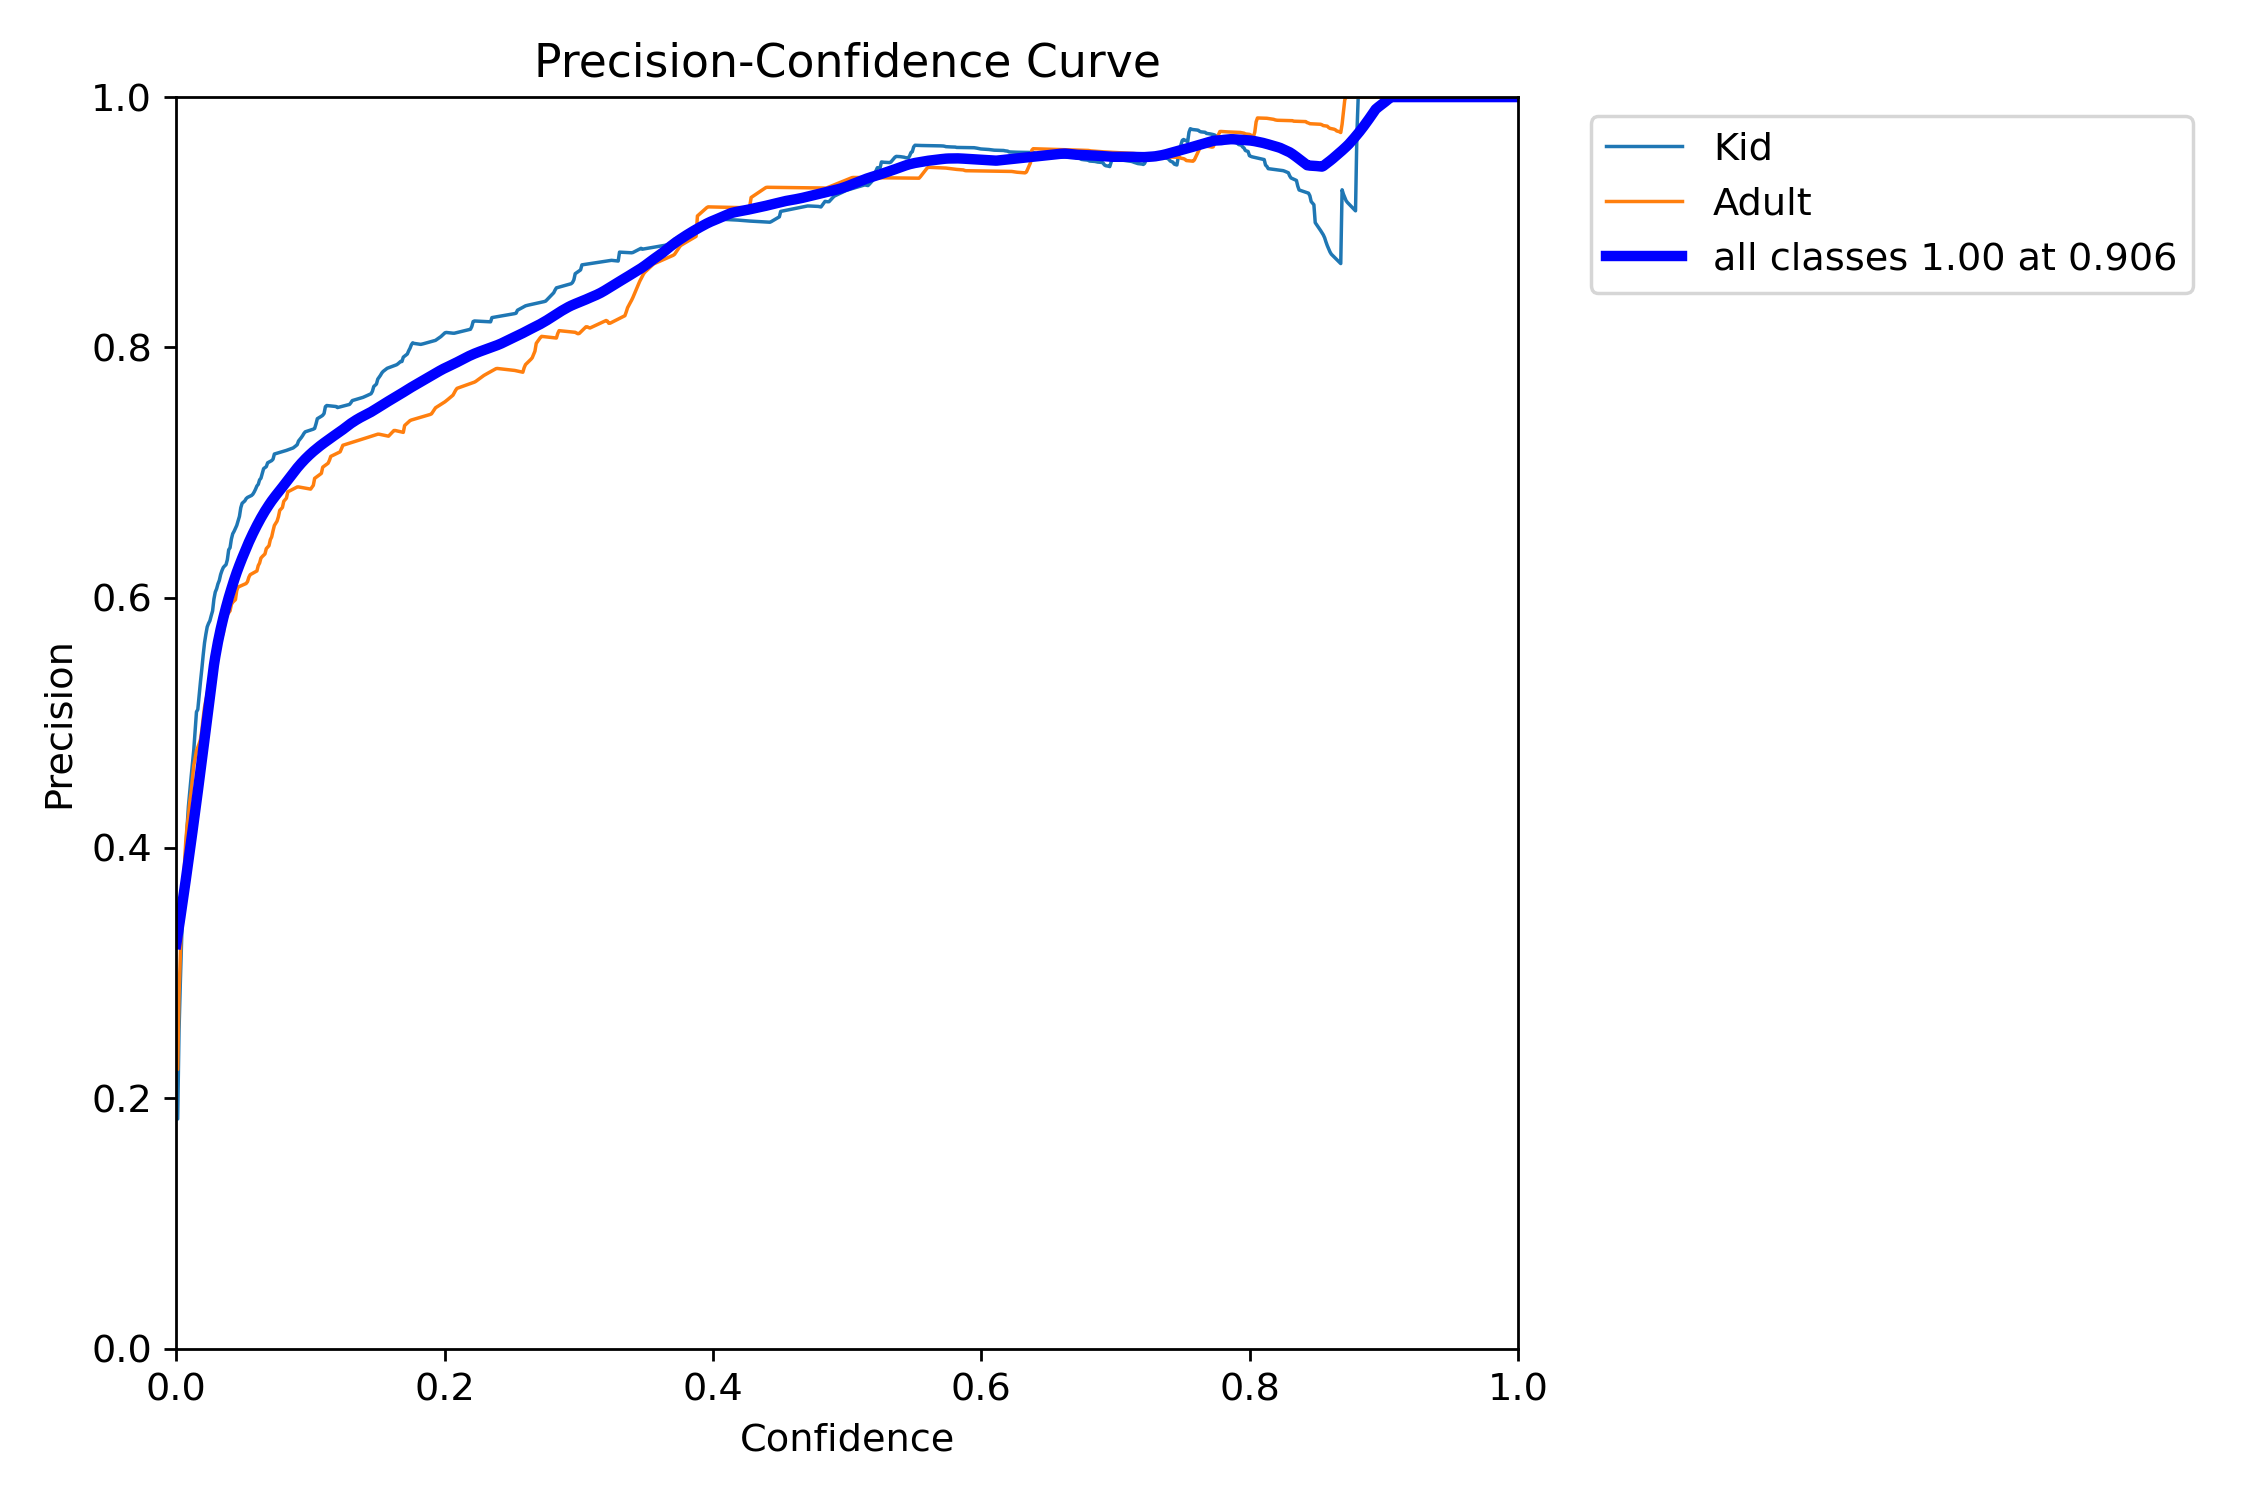 Precision-Confidence Curve
Kid
Adult
all classes 1.00 at 0.906
Precision
1.0
0.8
0.6
0.4
0.2
0.0
0.0 0.2 0.4 0.6 0.8 1.0
Confidence